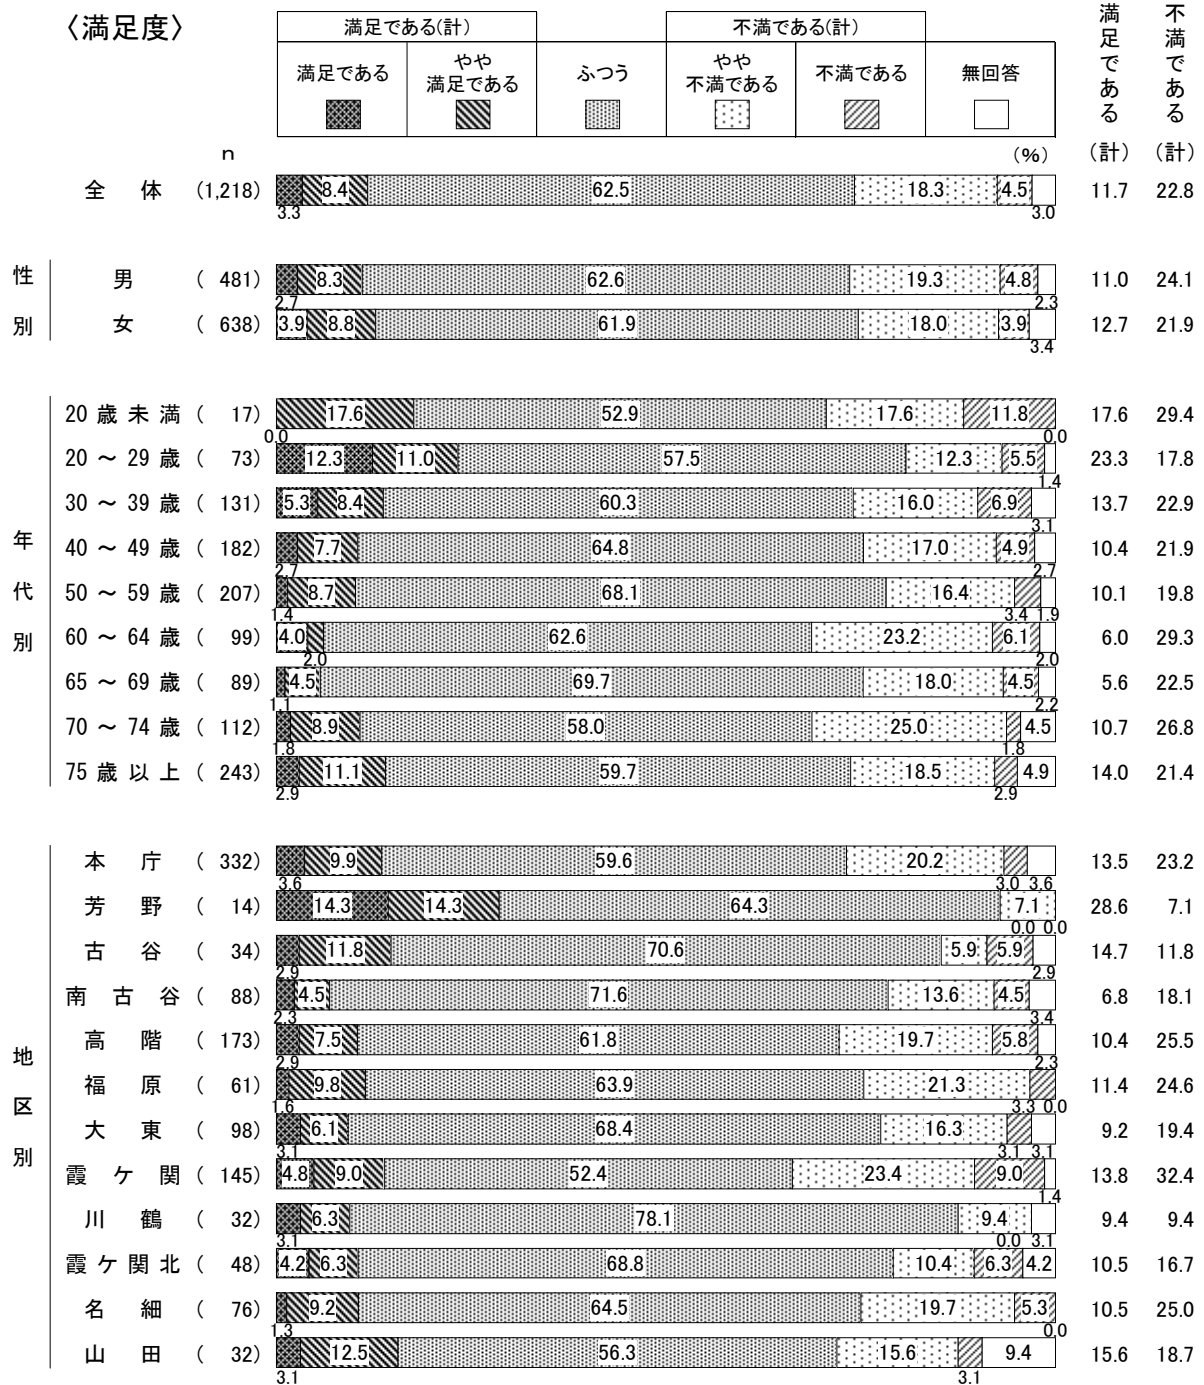 〈満足度〉
満足である(計) 不満である(計)
満足である やや満足である ふつう やや不満である 不満である 無回答
満足である(計) 不満である(計)
n (%)
全体 (1,218) 3.3 8.4 62.5 18.3 4.5 3.0 11.7 22.8
性別
男 ( 481) 2.7 8.3 62.6 19.3 4.8 2.3 11.0 24.1
女 ( 638) 3.9 8.8 61.9 18.0 3.9 3.4 12.7 21.9
年代別
20歳未満 ( 17) 0.0 17.6 52.9 17.6 11.8 0.0 17.6 29.4
20～29歳 ( 73) 12.3 11.0 57.5 12.3 5.5 1.4 23.3 17.8
30～39歳 ( 131) 5.3 8.4 60.3 16.0 6.9 3.1 13.7 22.9
40～49歳 ( 182) 2.7 7.7 64.8 17.0 4.9 2.7 10.4 21.9
50～59歳 ( 207) 1.4 8.7 68.1 16.4 3.4 1.9 10.1 19.8
60～64歳 ( 99) 4.0 2.0 62.6 23.2 6.1 2.0 6.0 29.3
65～69歳 ( 89) 1.1 4.5 69.7 18.0 4.5 2.2 5.6 22.5
70～74歳 ( 112) 1.8 8.9 58.0 25.0 1.8 4.5 10.7 26.8
75歳以上 ( 243) 2.9 11.1 59.7 18.5 2.9 4.9 14.0 21.4
地区別
本庁 ( 332) 3.6 9.9 59.6 20.2 3.0 3.6 13.5 23.2
芳野 ( 14) 14.3 14.3 64.3 7.1 0.0 0.0 28.6 7.1
古谷 ( 34) 2.9 11.8 70.6 5.9 5.9 2.9 14.7 11.8
南古谷 ( 88) 2.3 4.5 71.6 13.6 4.5 3.4 6.8 18.1
高階 ( 173) 2.9 7.5 61.8 19.7 5.8 2.3 10.4 25.5
福原 ( 61) 1.6 9.8 63.9 21.3 3.3 0.0 11.4 24.6
大東 ( 98) 3.1 6.1 68.4 16.3 3.1 3.1 9.2 19.4
霞ケ関 ( 145) 4.8 9.0 52.4 23.4 9.0 1.4 13.8 32.4
川鶴 ( 32) 3.1 6.3 78.1 9.4 0.0 3.1 9.4 9.4
霞ケ関北 ( 48) 4.2 6.3 68.8 10.4 6.3 4.2 10.5 16.7
名細 ( 76) 1.3 9.2 64.5 19.7 5.3 0.0 10.5 25.0
山田 ( 32) 3.1 12.5 56.3 15.6 3.1 9.4 15.6 18.7